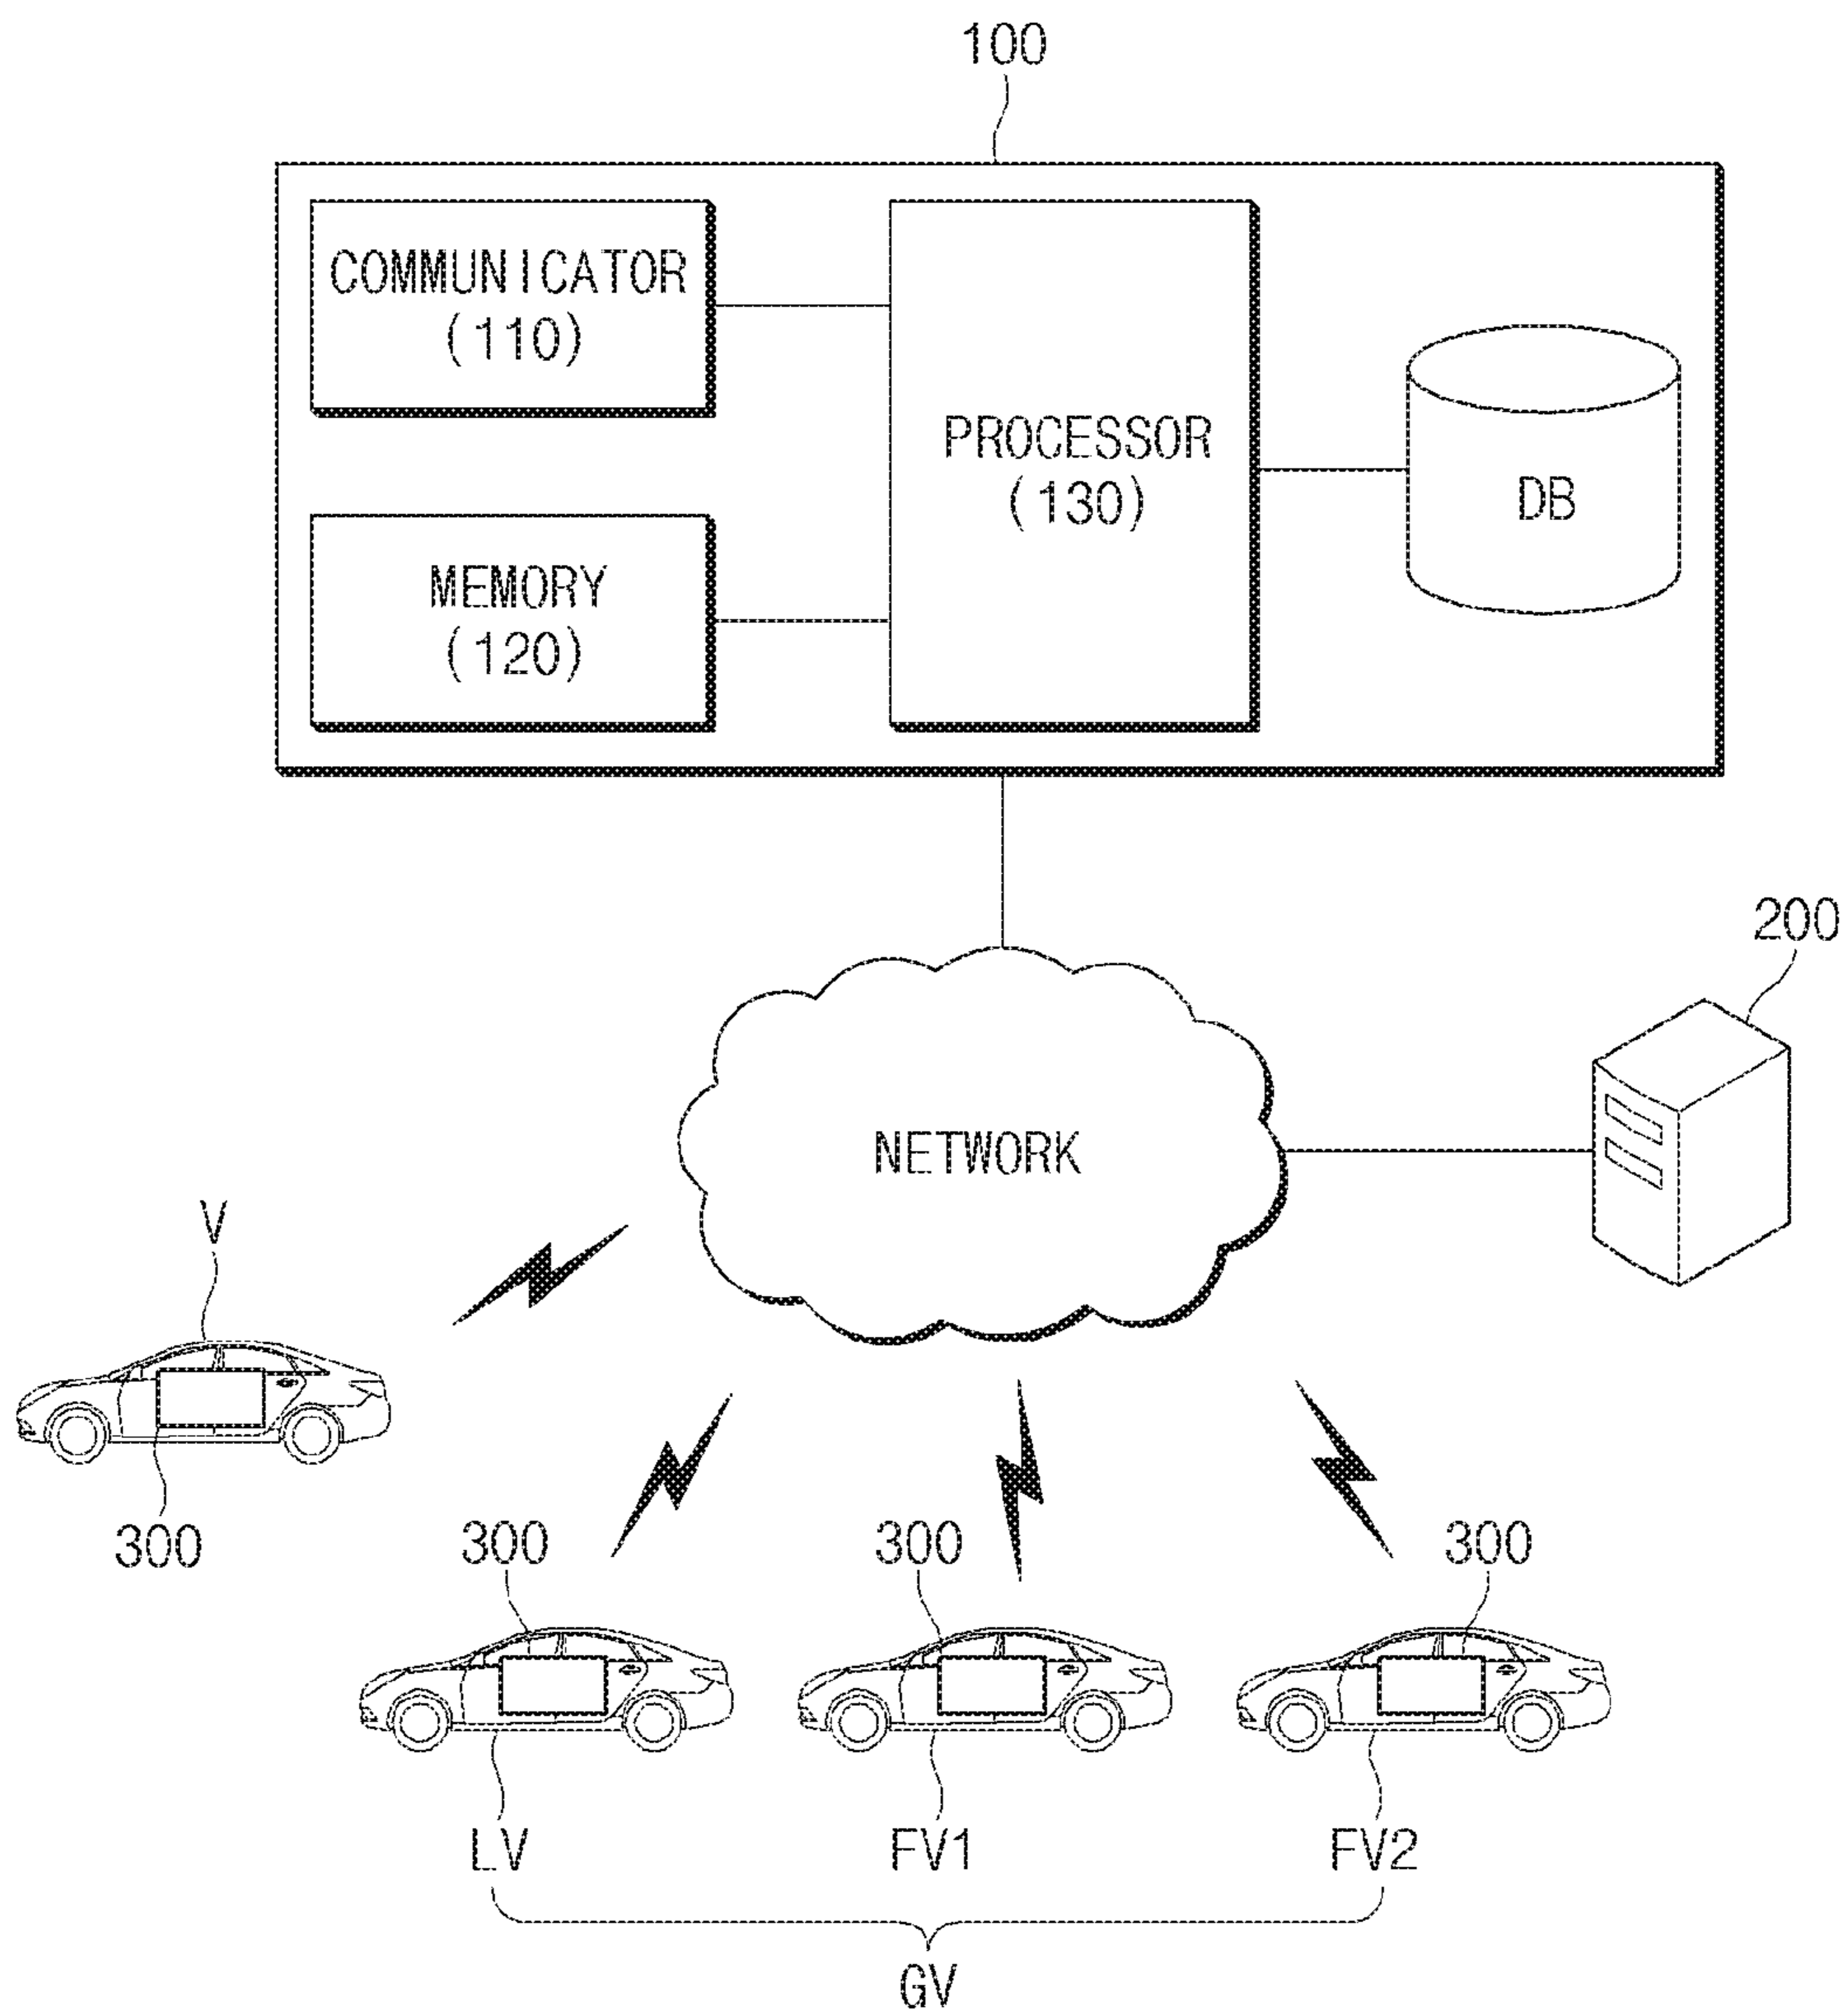 100
COMMUNICATOR
(110)
PROCESSOR
(130)
DB
MEMORY
(120)
200
NETWORK
V
300
300
300
300
LV
FV1
FV2
GV